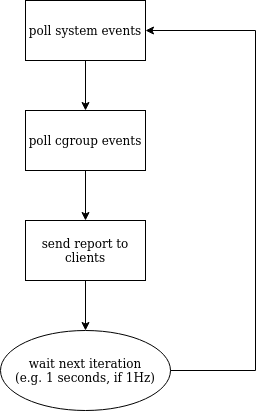 poll system events
poll cgroup events
send report to
clients
wait next iteration
(e.g. 1 seconds, if 1Hz)